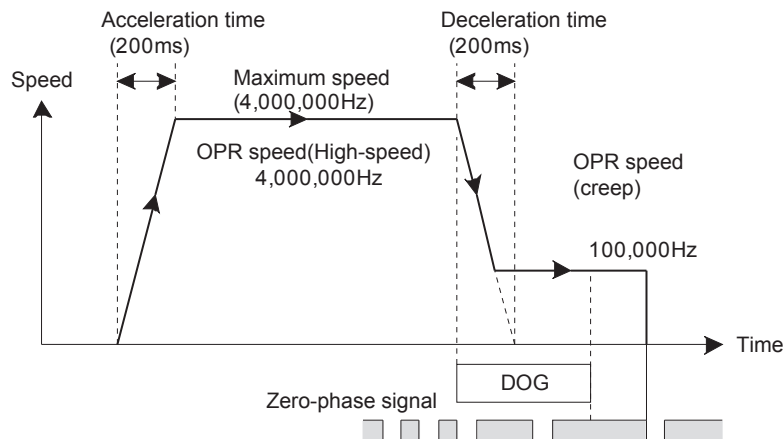 Acceleration time
(200ms)
Deceleration time
(200ms)
Speed
Maximum speed
(4,000,000Hz)
OPR speed(High-speed)
4,000,000Hz
OPR speed
(creep)
100,000Hz
Time
DOG
Zero-phase signal